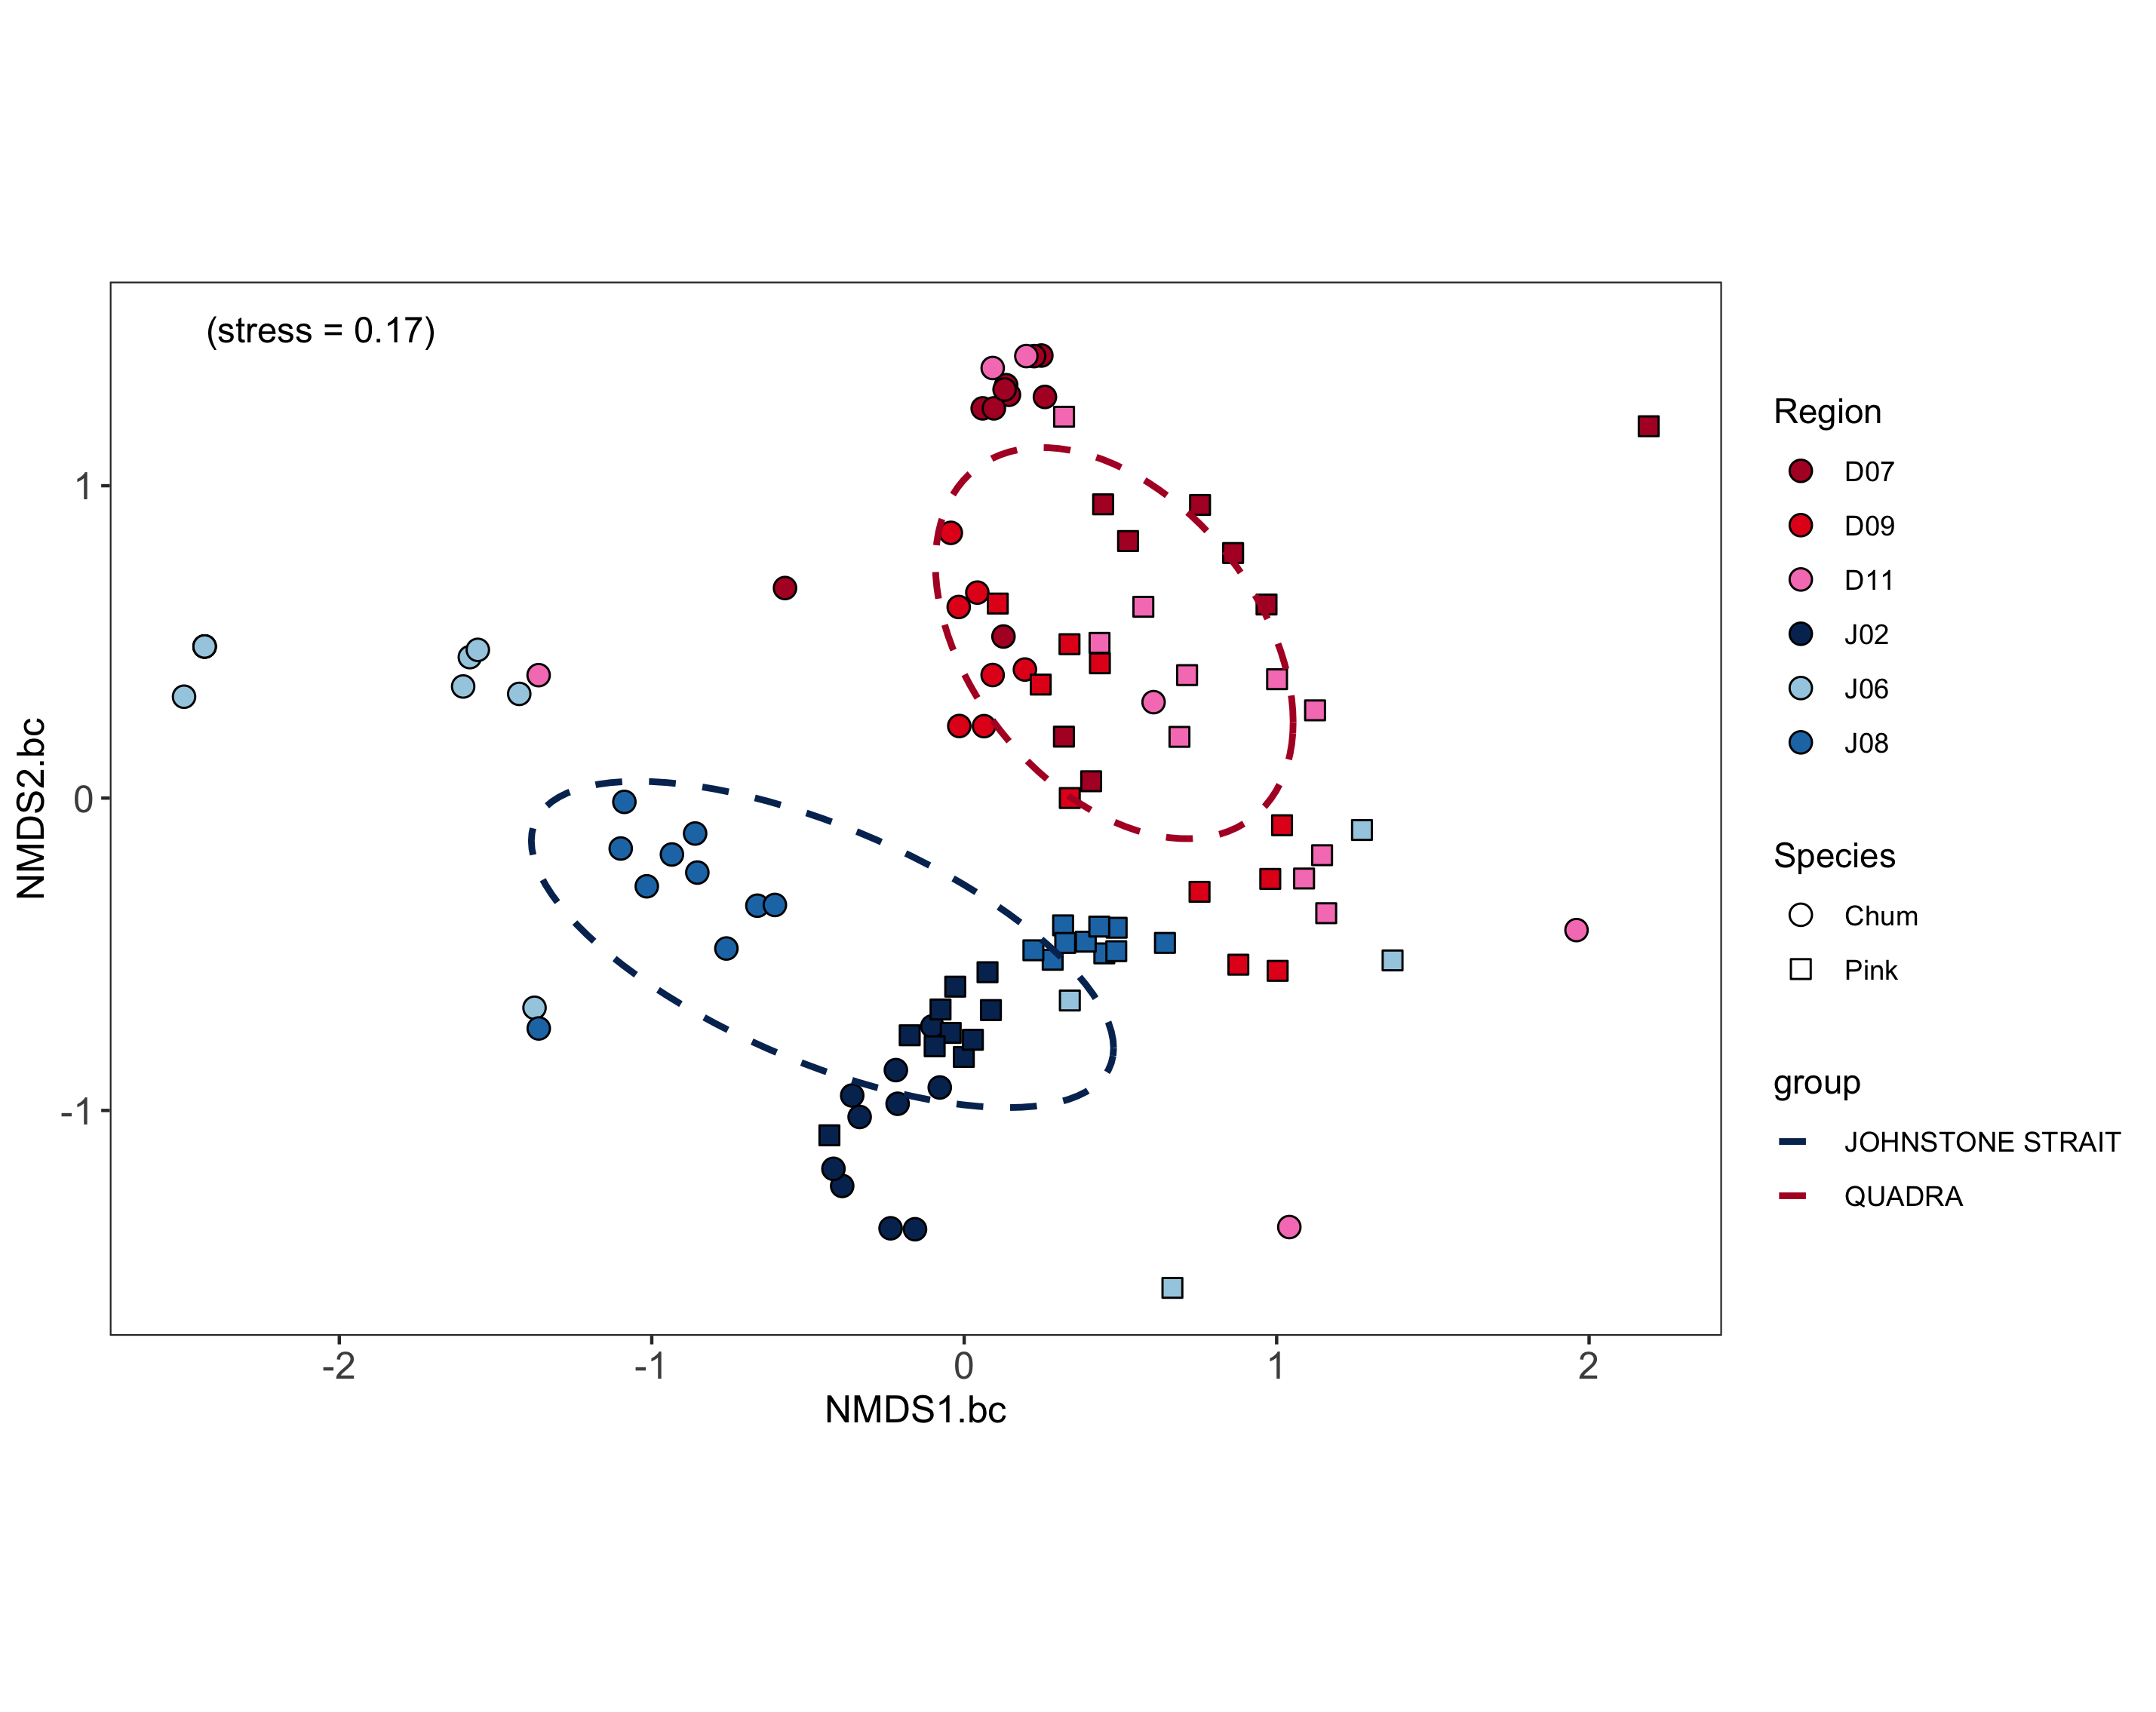 (stress = 0.17)
1
0
-1
NMDS2.bc
-2
-1
0
1
2
NMDS1.bc
Region
D07
D09
D11
J02
J06
J08
Species
Chum
Pink
group
JOHNSTONE STRAIT
QUADRA